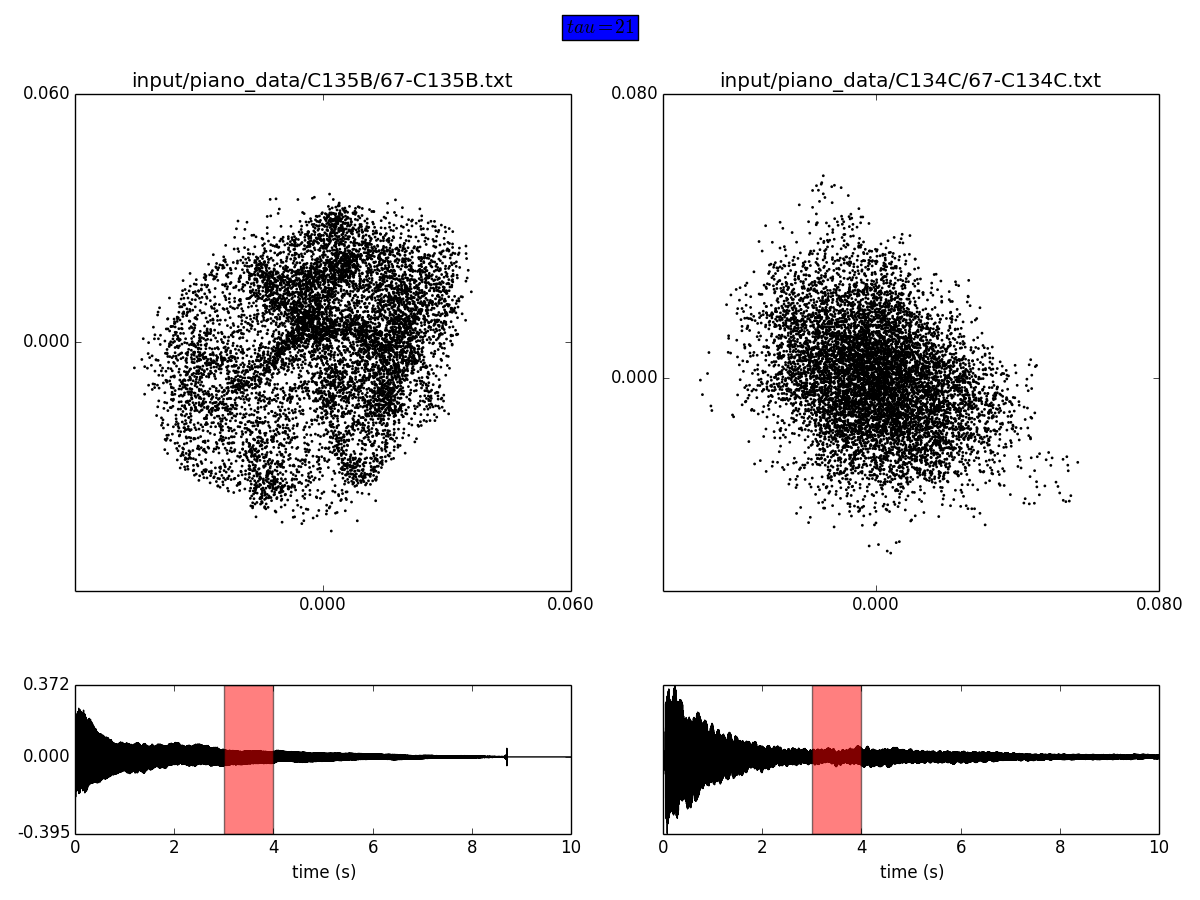 tau=21
input/piano_data/C135B/67-C135B.txt
0.060
0.000
0.000 0.060
input/piano_data/C134C/67-C134C.txt
0.080
0.000
0.000 0.080
0.372
0.000
-0.395
0 2 4 6 8 10
time (s)
0 2 4 6 8 10
time (s)